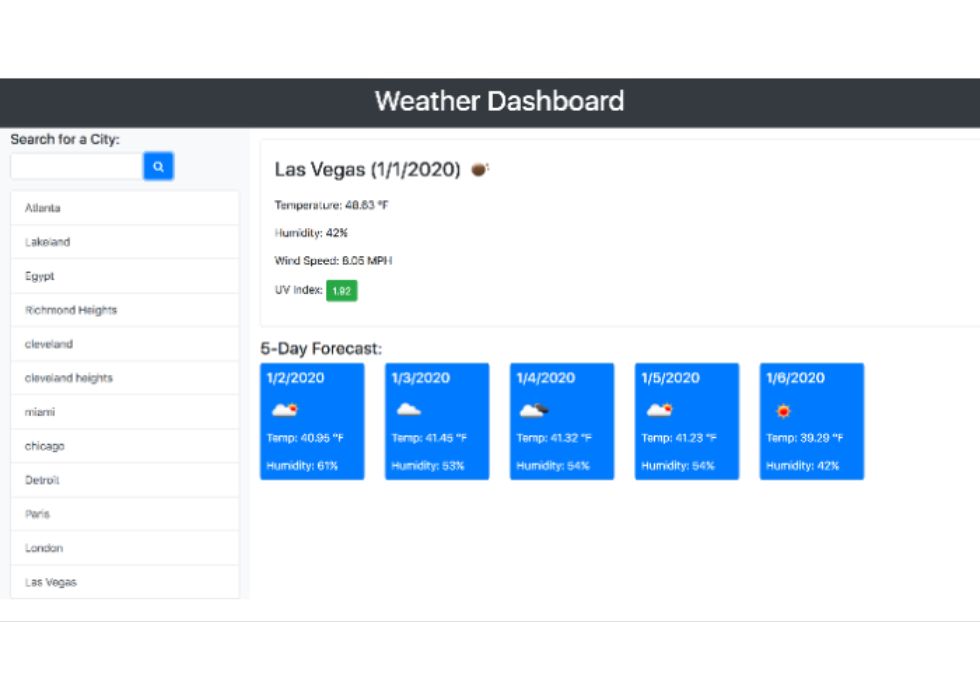 Weather Dashboard
Search for a City:
Atlanta
Lakeland
Egypt
Richmond Heights
cleveland
cleveland heights
miami
chicago
Detroit
Paris
London
Las Vegas
Las Vegas (1/1/2020)
Temperature: 48.63 °F
Humidity: 42%
Wind Speed: 8.05 MPH
UV Index: 1.92
5-Day Forecast:
1/2/2020
Temp: 40.95 °F
Humidity: 61%
1/3/2020
Temp: 41.45 °F
Humidity: 53%
1/4/2020
Temp: 41.32 °F
Humidity: 54%
1/5/2020
Temp: 41.23 °F
Humidity: 54%
1/6/2020
Temp: 39.29 °F
Humidity: 42%